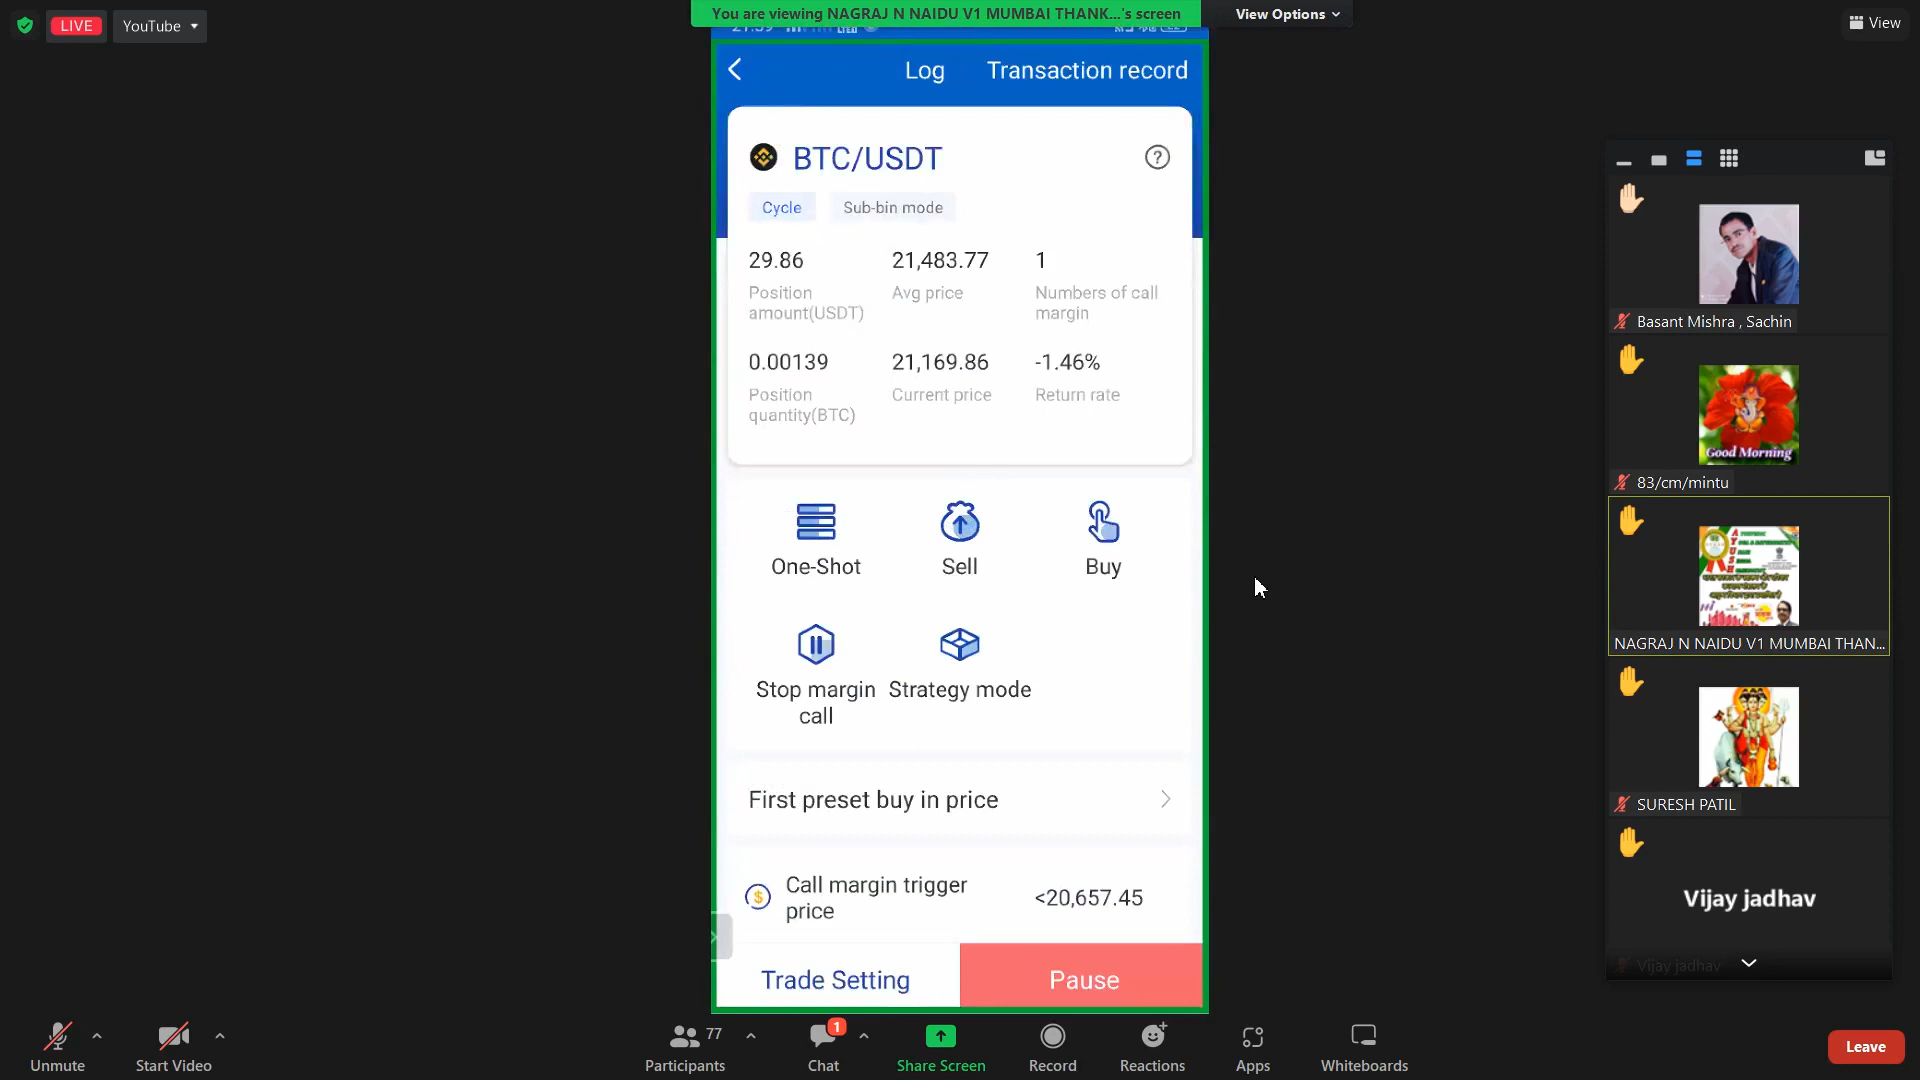 LIVE
YouTube
You are viewing NAGRAJ N NAIDU V1 MUMBAI THANK...'s screen
View Options
View
Log
Transaction record
BTC/USDT
Cycle
Sub-bin mode
29.86
21,483.77
1
Position amount(USDT)
Avg price
Numbers of call margin
0.00139
21,169.86
-1.46%
Position quantity(BTC)
Current price
Return rate
One-Shot
Sell
Buy
Stop margin call
Strategy mode
First preset buy in price
Call margin trigger price
<20,657.45
Trade Setting
Pause
Basant Mishra , Sachin
Good Morning
83/cm/mintu
NAGRAJ N NAIDU V1 MUMBAI THAN...
SURESH PATIL
Vijay jadhav
Vijay jadhav
Unmute
Start Video
77
Participants
1
Chat
Share Screen
Record
Reactions
Apps
Whiteboards
Leave